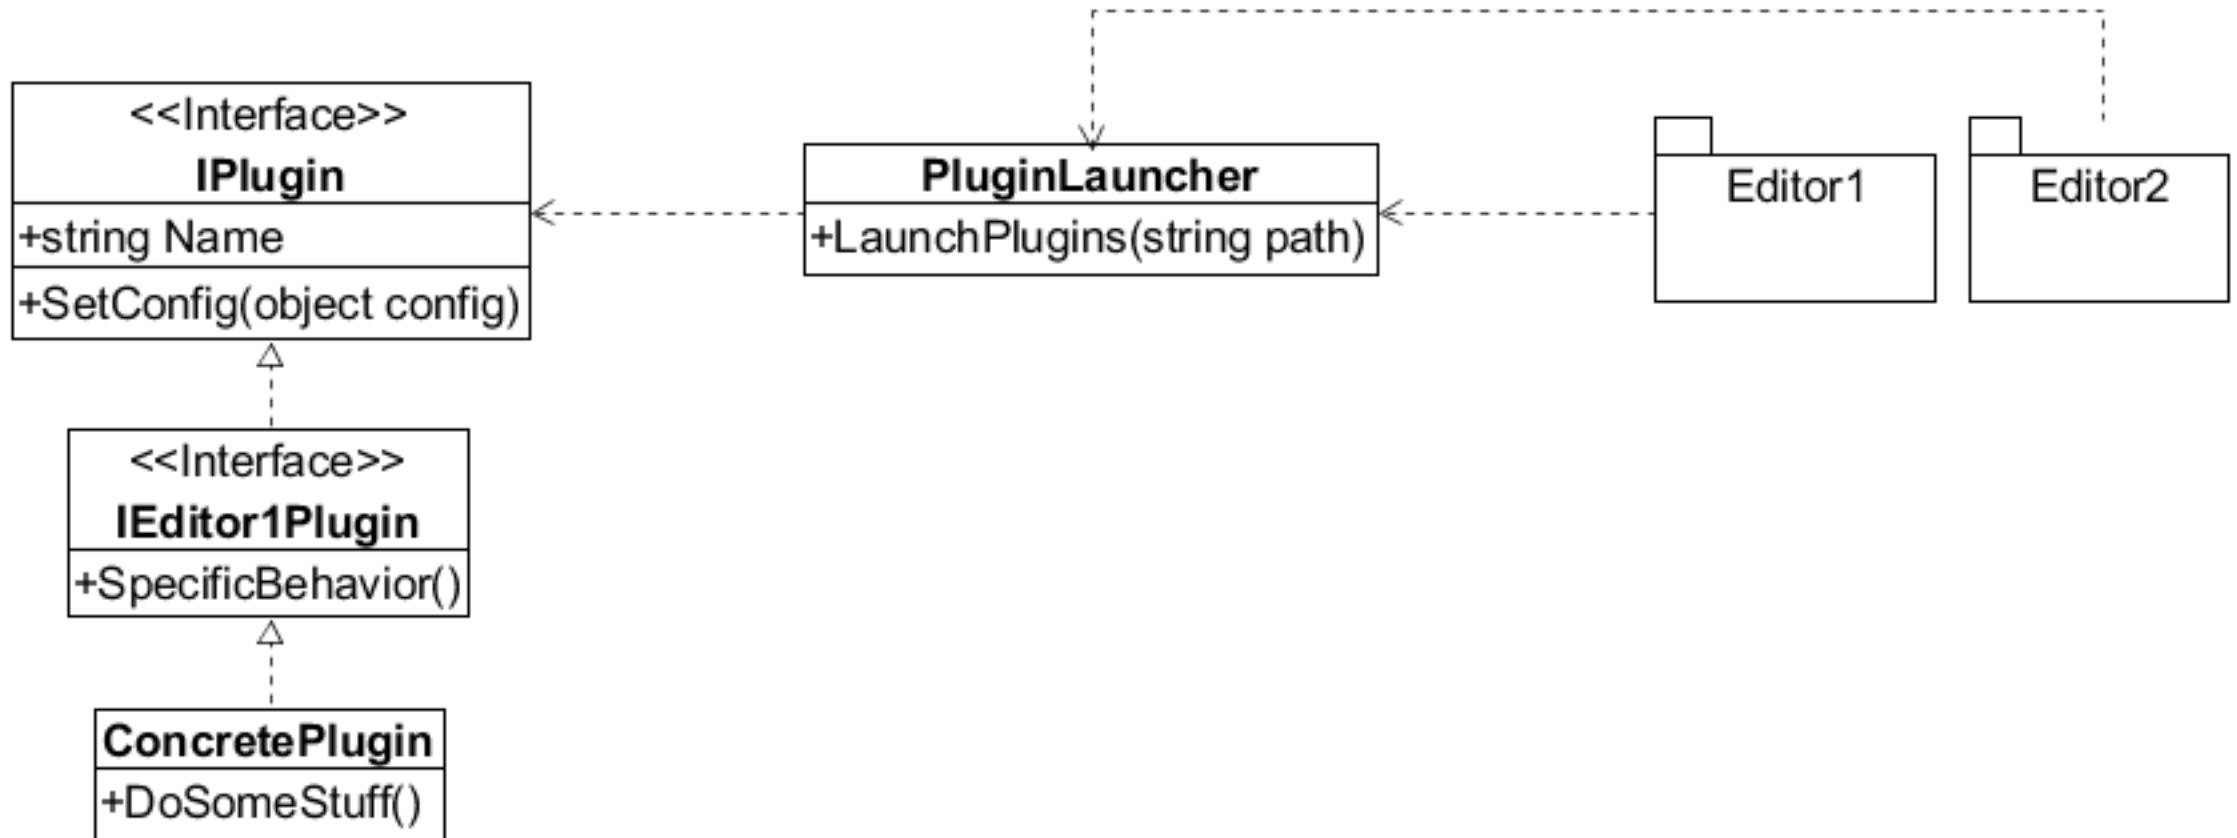 <<Interface>>
IPlugin
+string Name
+SetConfig(object config)
PluginLauncher
+LaunchPlugins(string path)
Editor1
Editor2
<<Interface>>
IEditor1Plugin
+SpecificBehavior()
ConcretePlugin
+DoSomeStuff()